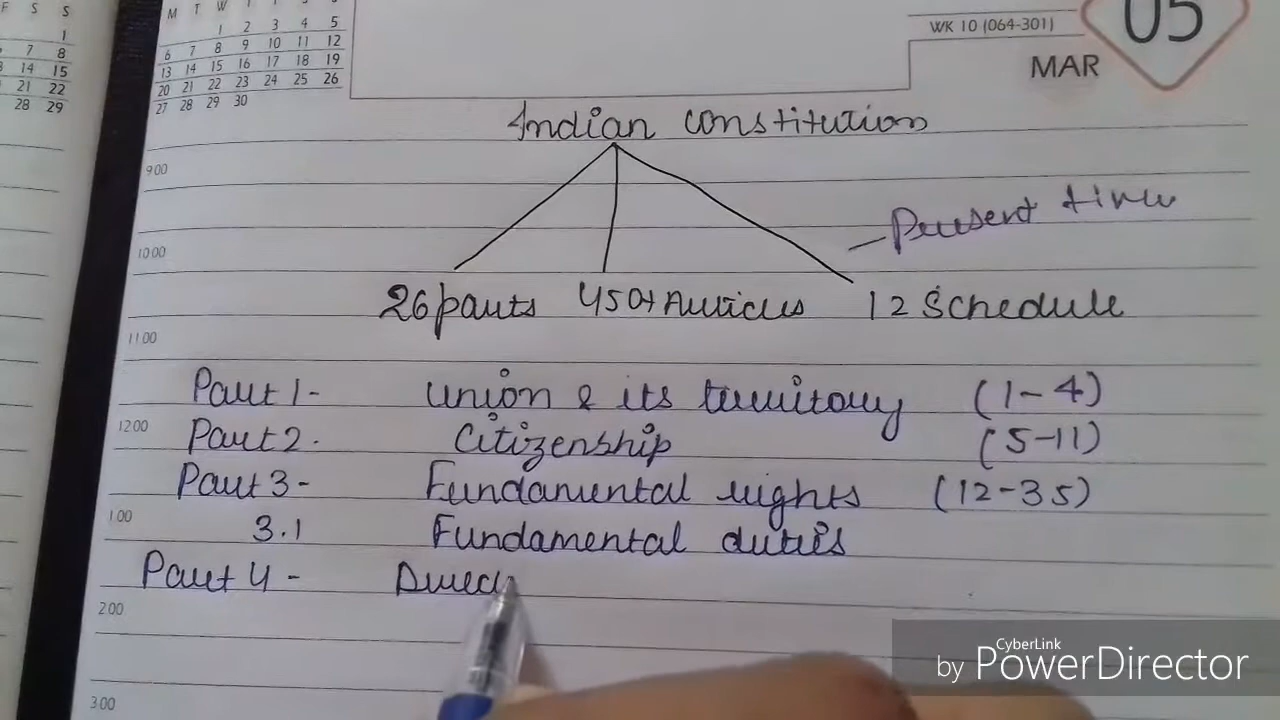 F S S
1
7 8
14 15
21 22
28 29
M T W T F S S
1 2 3 4 5
6 7 8 9 10 11 12
13 14 15 16 17 18 19
20 21 22 23 24 25 26
27 28 29 30
WK 10 (064-301)
05
MAR
Indian constitution
9:00
Present time
10:00
26 parts 450+ Articles 12 Schedule
11:00
Part 1 - Union & its territory (1-4)
12:00
Part 2 - Citizenship (5-11)
Part 3 - Fundamental rights (12-35)
1:00
3.1 Fundamental duties
Part 4 - Direc
2:00
3:00
CyberLink
by PowerDirector